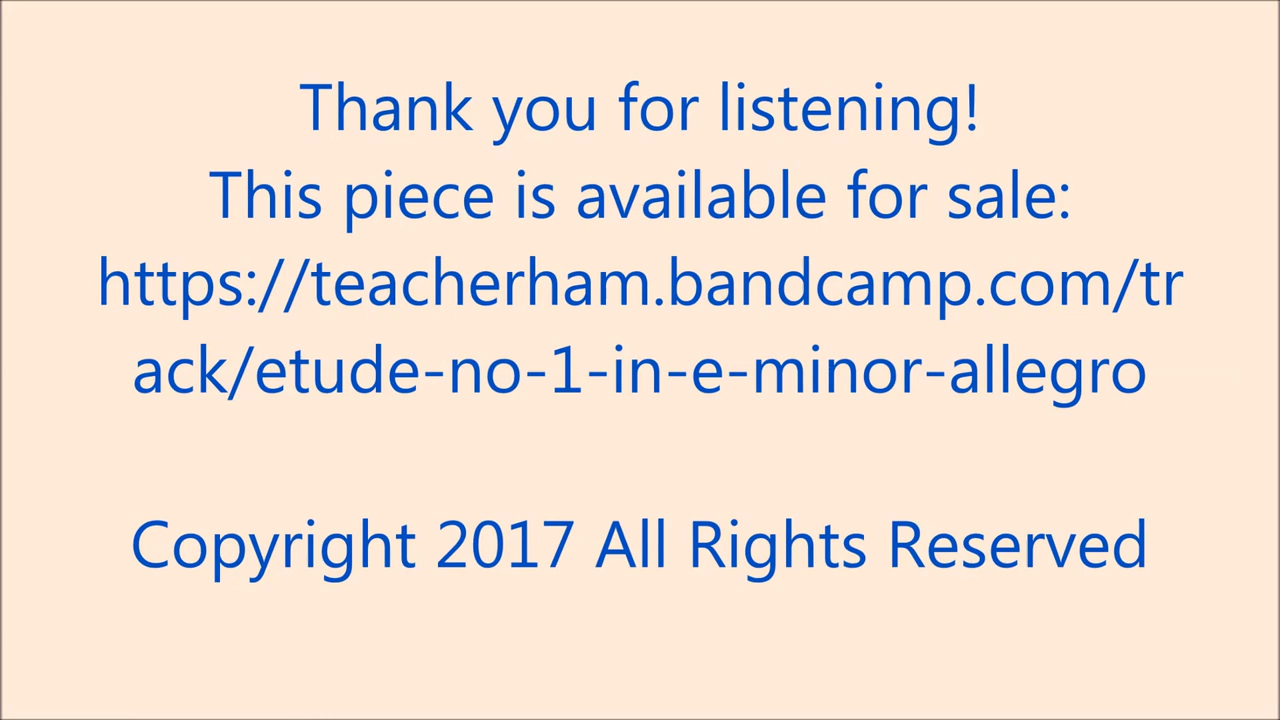 Thank you for listening!
This piece is available for sale:
https://teacherham.bandcamp.com/tr
ack/etude-no-1-in-e-minor-allegro
Copyright 2017 All Rights Reserved